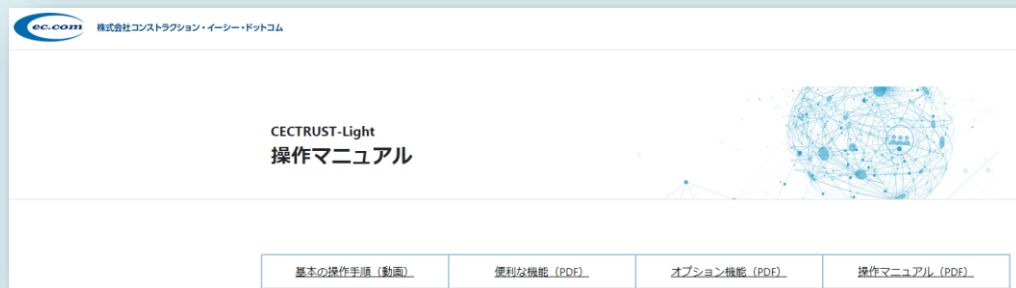 ec.com 株式会社コンストラクション・イーシー・ドットコム
CECTRUST-Light
操作マニュアル
基本の操作手順（動画） 便利な機能（PDF） オプション機能（PDF） 操作マニュアル（PDF）